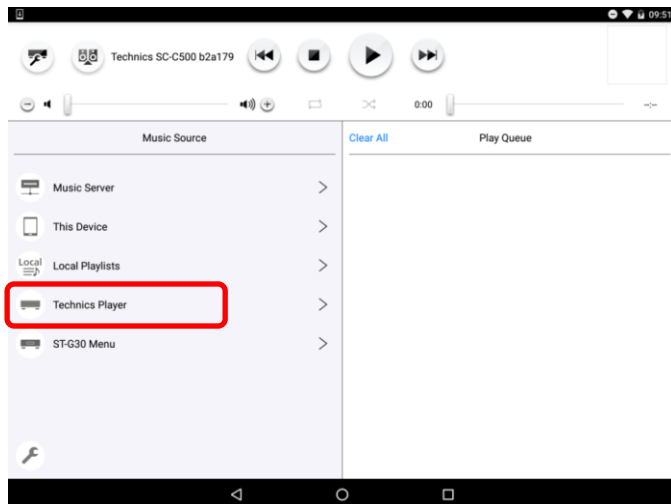 09:51
Technics SC-C500 b2a179
0:00
--:--
Music Source
Clear All
Play Queue
Music Server
This Device
Local
Local Playlists
Technics Player
ST-G30 Menu